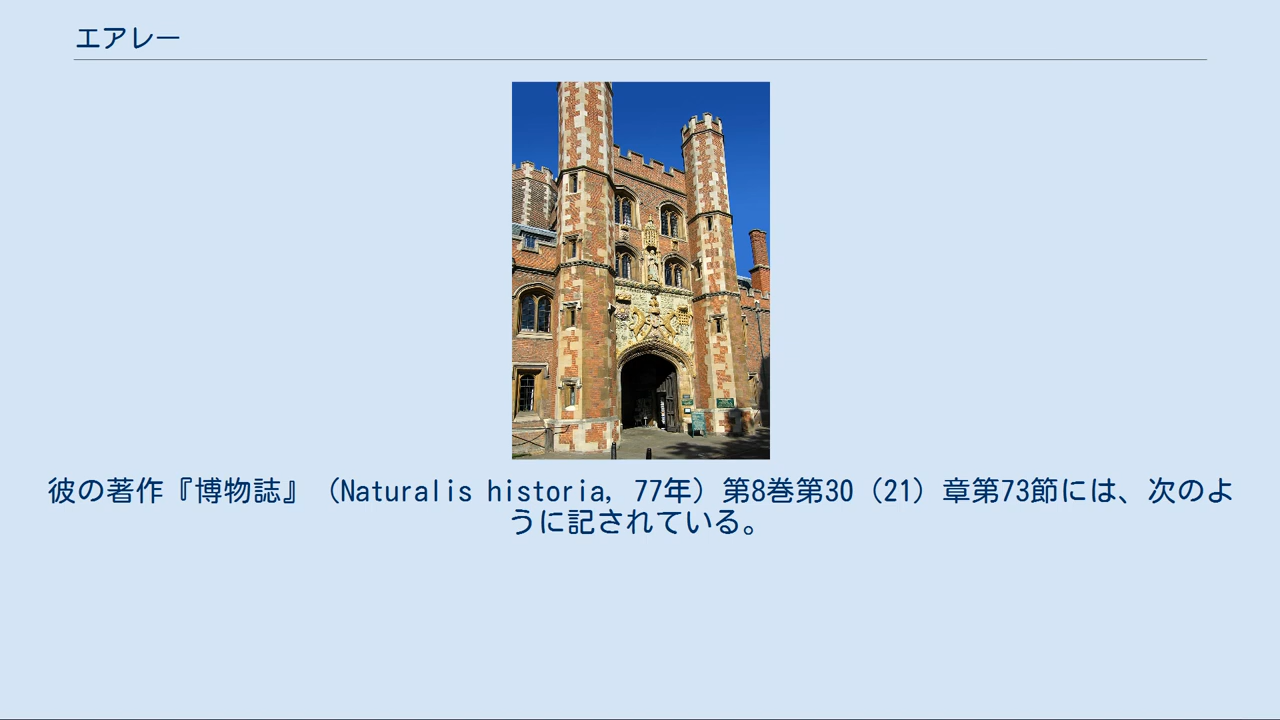 エアレー
彼の著作『博物誌』（Naturalis historia, 77年）第8巻第30（21）章第73節には、次のよ
うに記されている。